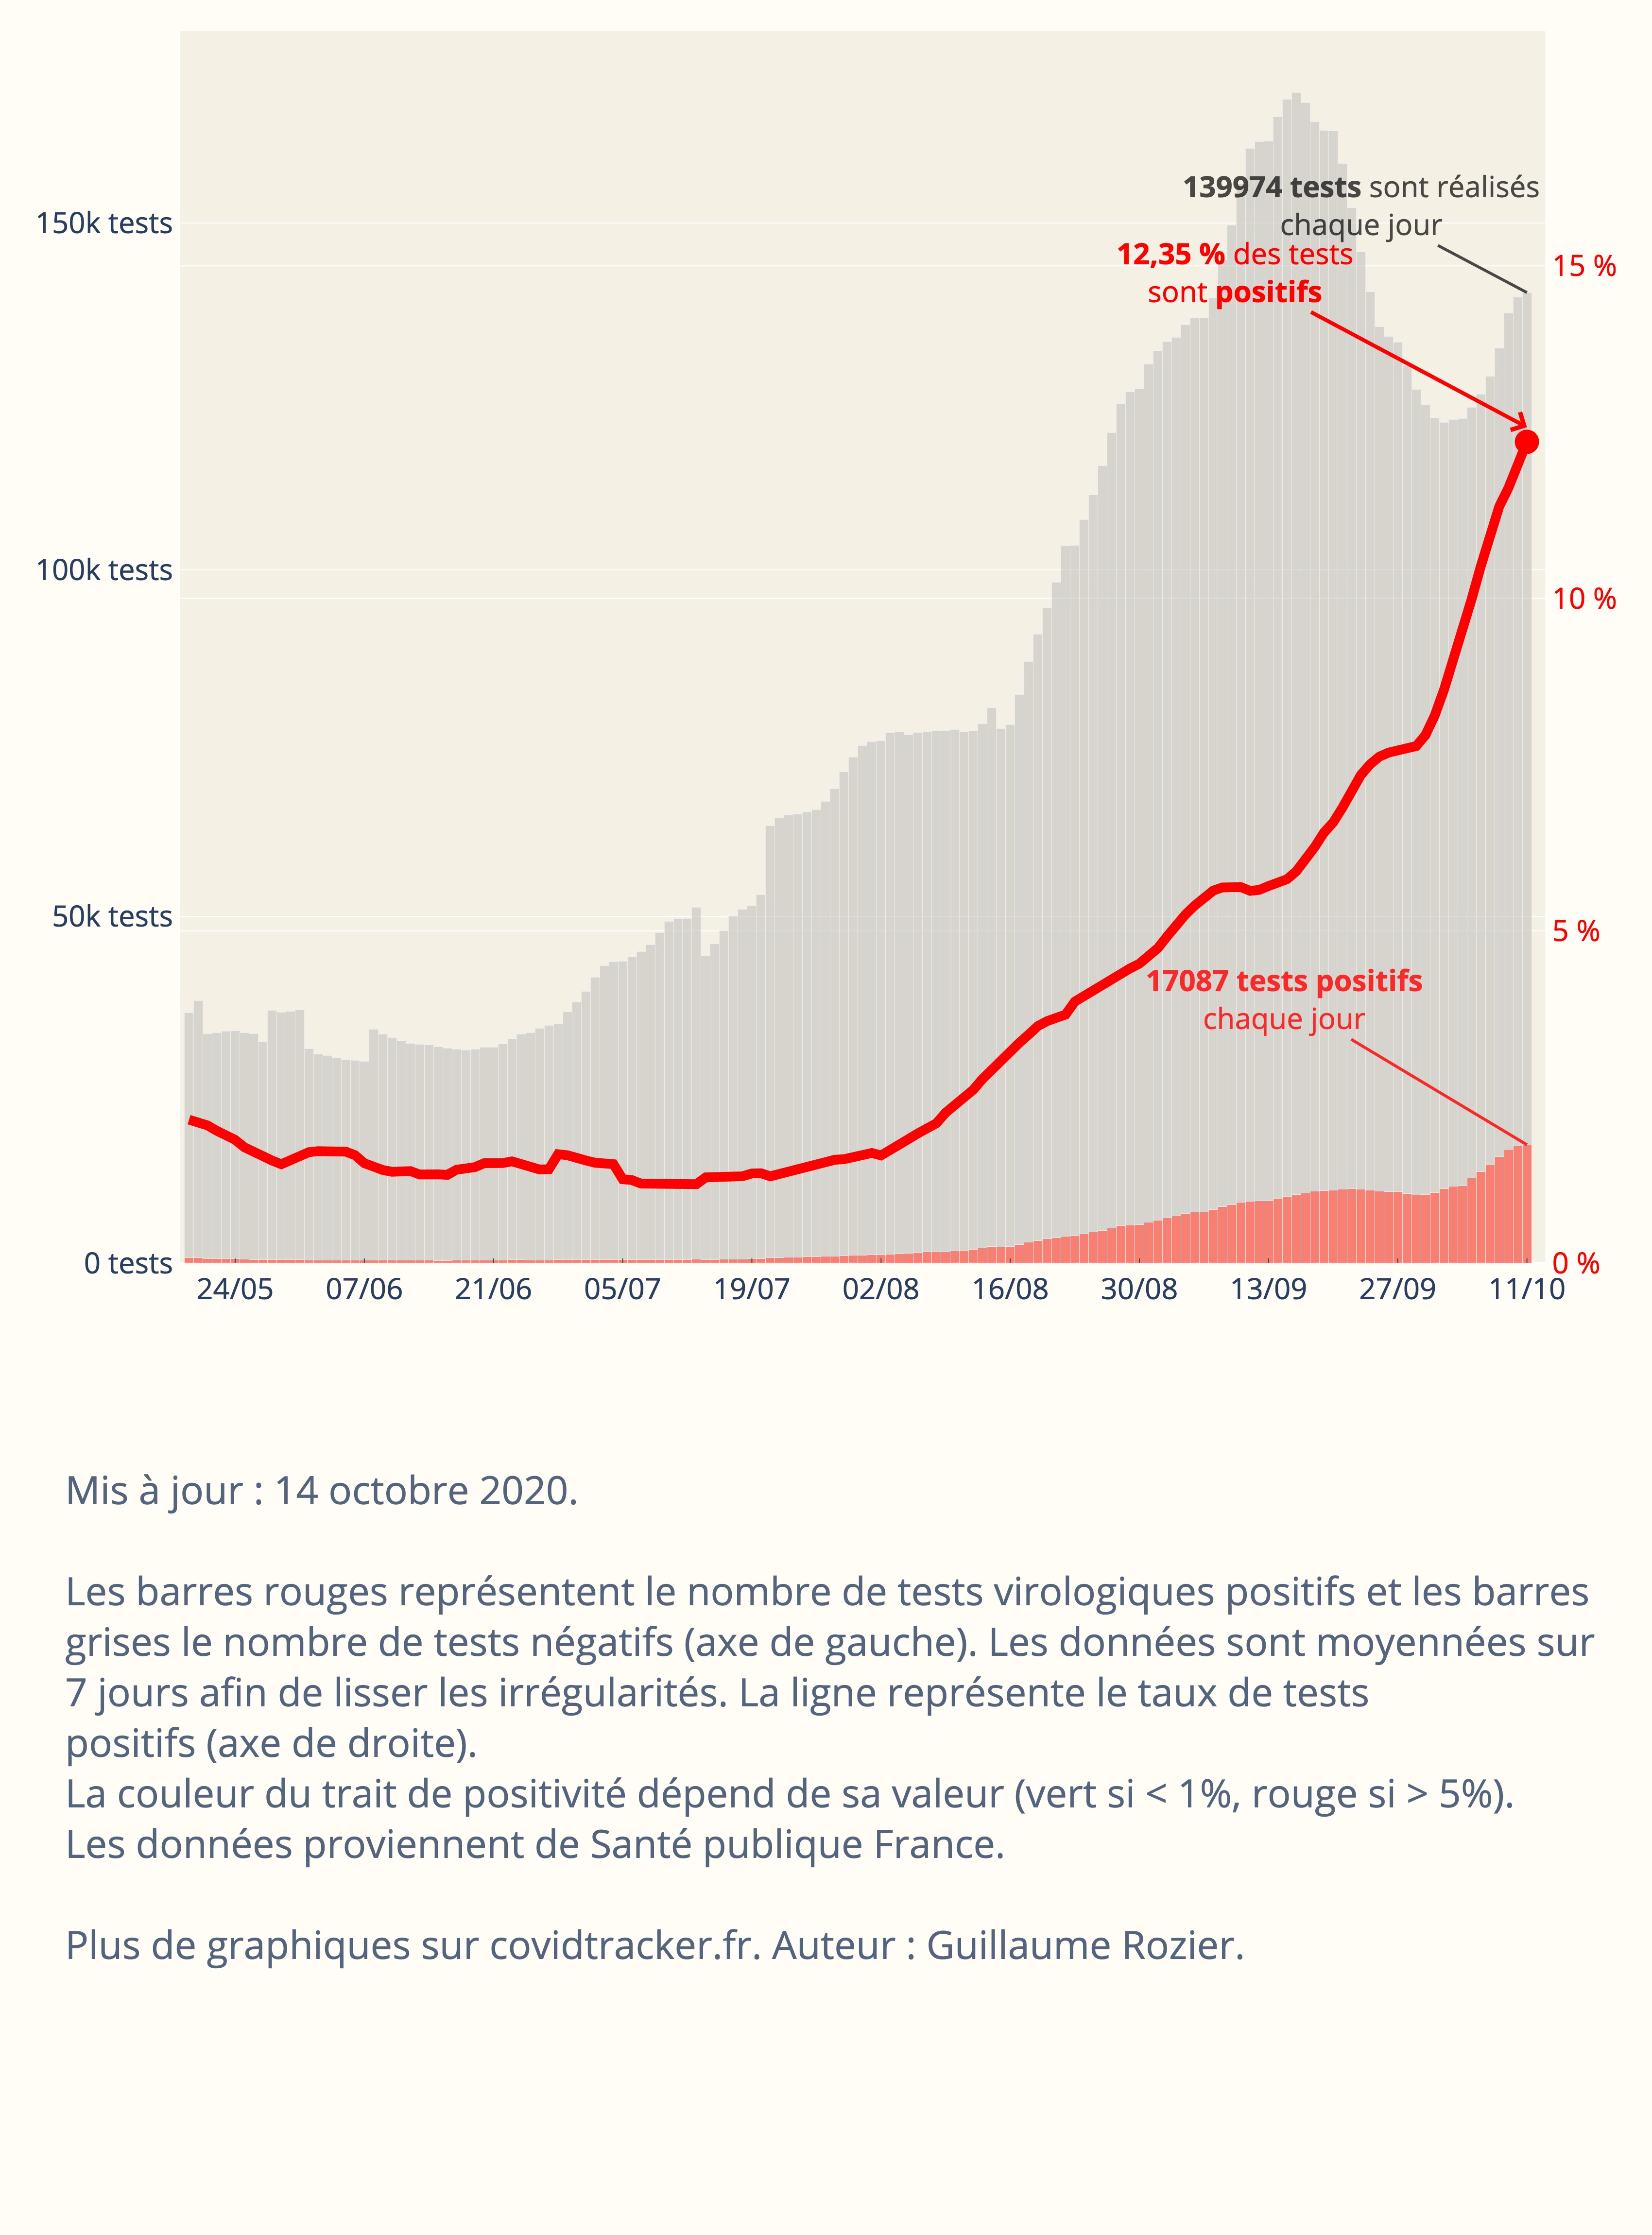 139974 tests sont réalisés
chaque jour
150k tests
12,35 % des tests
15 %
sont positifs
100k tests
10 %
50k tests
5 %
17087 tests positifs
chaque jour
0 tests
0 %
24/05 07/06 21/06 05/07 19/07 02/08 16/08 30/08 13/09 27/09 11/10
Mis à jour : 14 octobre 2020.
Les barres rouges représentent le nombre de tests virologiques positifs et les barres
grises le nombre de tests négatifs (axe de gauche). Les données sont moyennées sur
7 jours afin de lisser les irrégularités. La ligne représente le taux de tests
positifs (axe de droite).
La couleur du trait de positivité dépend de sa valeur (vert si < 1%, rouge si > 5%).
Les données proviennent de Santé publique France.
Plus de graphiques sur covidtracker.fr. Auteur : Guillaume Rozier.